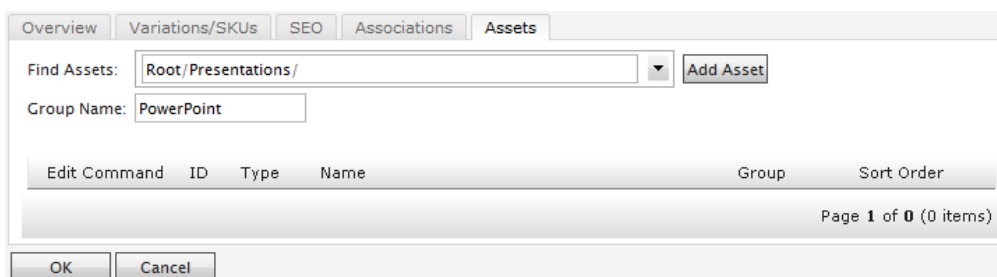 Overview Variations/SKUs SEO Associations Assets
Find Assets: Root/Presentations/ Add Asset
Group Name: PowerPoint
Edit Command ID Type Name Group Sort Order
Page 1 of 0 (0 items)
OK Cancel